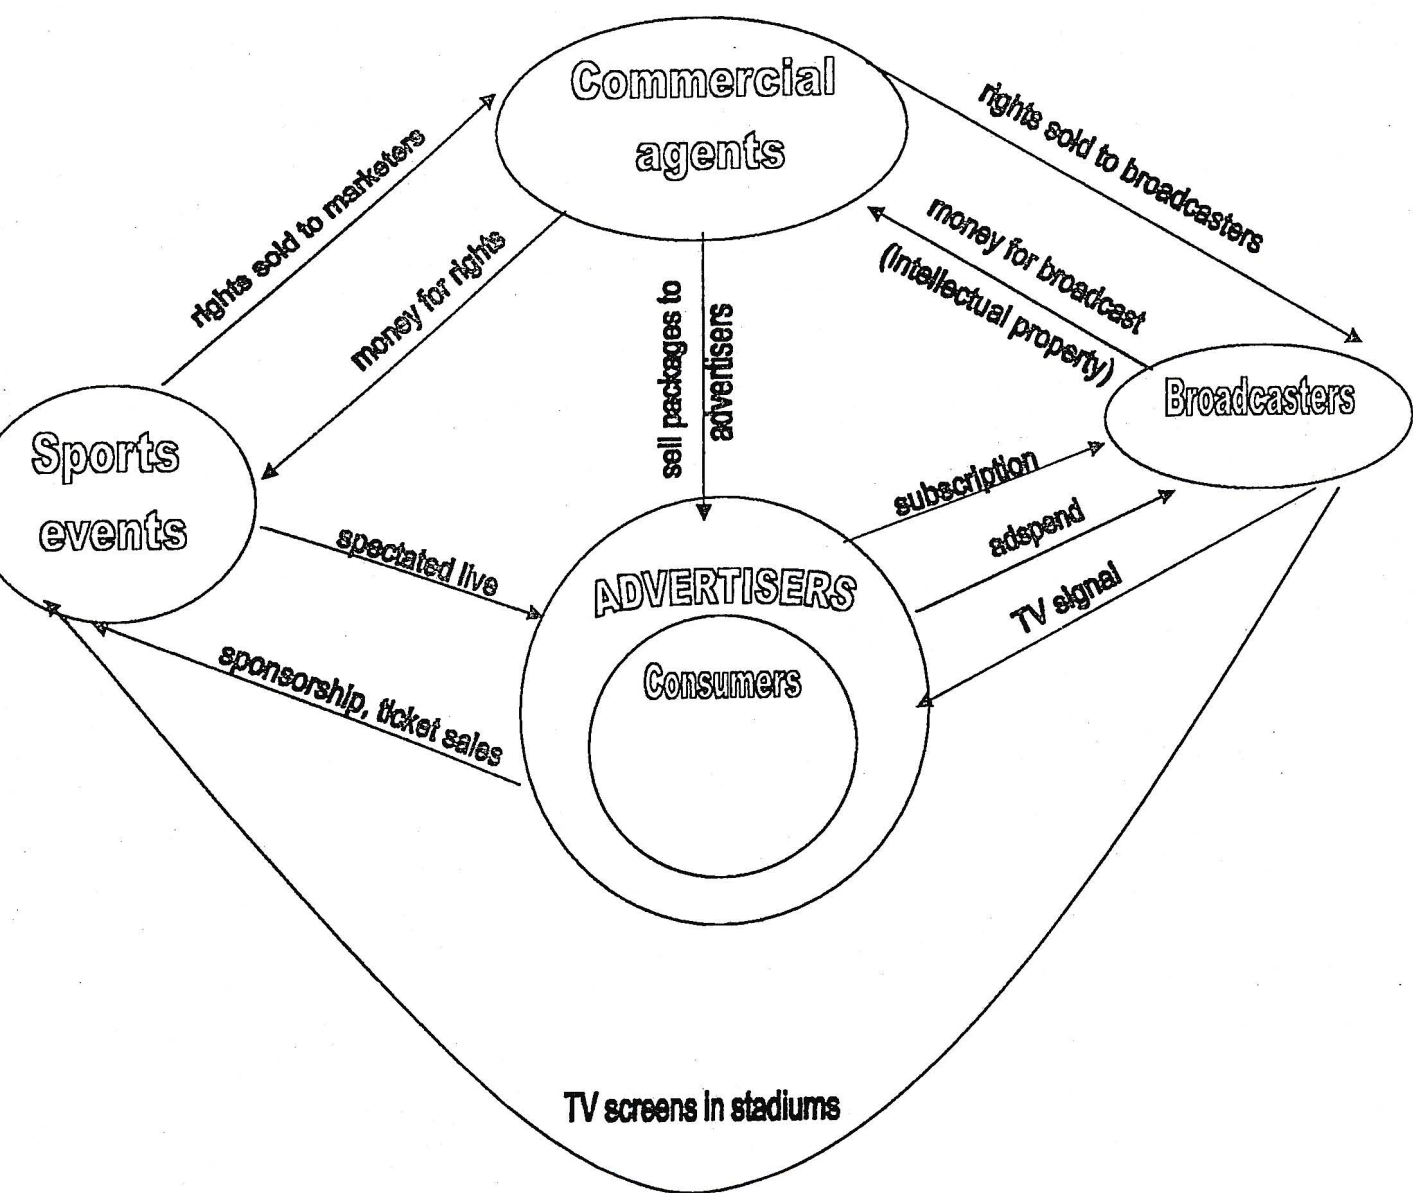 Commercial
agents
rights sold to marketers
money for rights
sell packages to
advertisers
rights sold to broadcasters
money for broadcast
(intellectual property)
Broadcasters
Sports
events
spectated live
sponsorship, ticket sales
subscription
adspend
TV signal
ADVERTISERS
Consumers
TV screens in stadiums